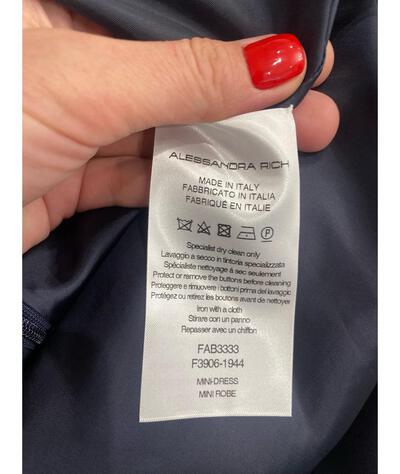 ALESSANDRA RICH
MADE IN ITALY
FABBRICATO IN ITALIA
FABRIQUÉ EN ITALIE
P
Specialist dry clean only
Lavaggio a secco in tintoria specializzata
Spécialiste nettoyage à sec seulement
Protect or remove the buttons before cleaning
Proteggere e rimuovere i bottoni prima del lavaggio
Protégez ou retirez les boutons avant de nettoyer
Iron with a cloth
Stirare con un panno
Repasser avec un chiffon
FAB3333
F3906-1944
MINI-DRESS
MINI ROBE